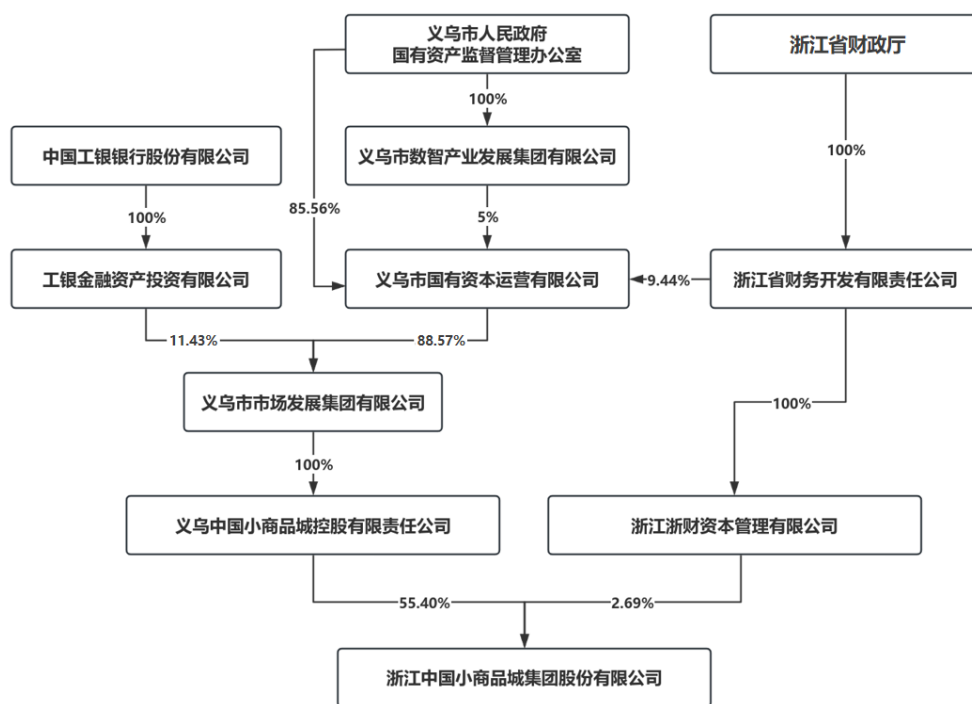 义乌市人民政府
国有资产监督管理办公室
浙江省财政厅
100%
中国工银银行股份有限公司
义乌市数智产业发展集团有限公司
100%
100%
85.56%
5%
工银金融资产投资有限公司
义乌市国有资本运营有限公司
9.44%
浙江省财务开发有限责任公司
11.43%
88.57%
义乌市市场发展集团有限公司
100%
100%
义乌中国小商品城控股有限责任公司
浙江浙财资本管理有限公司
55.40%
2.69%
浙江中国小商品城集团股份有限公司